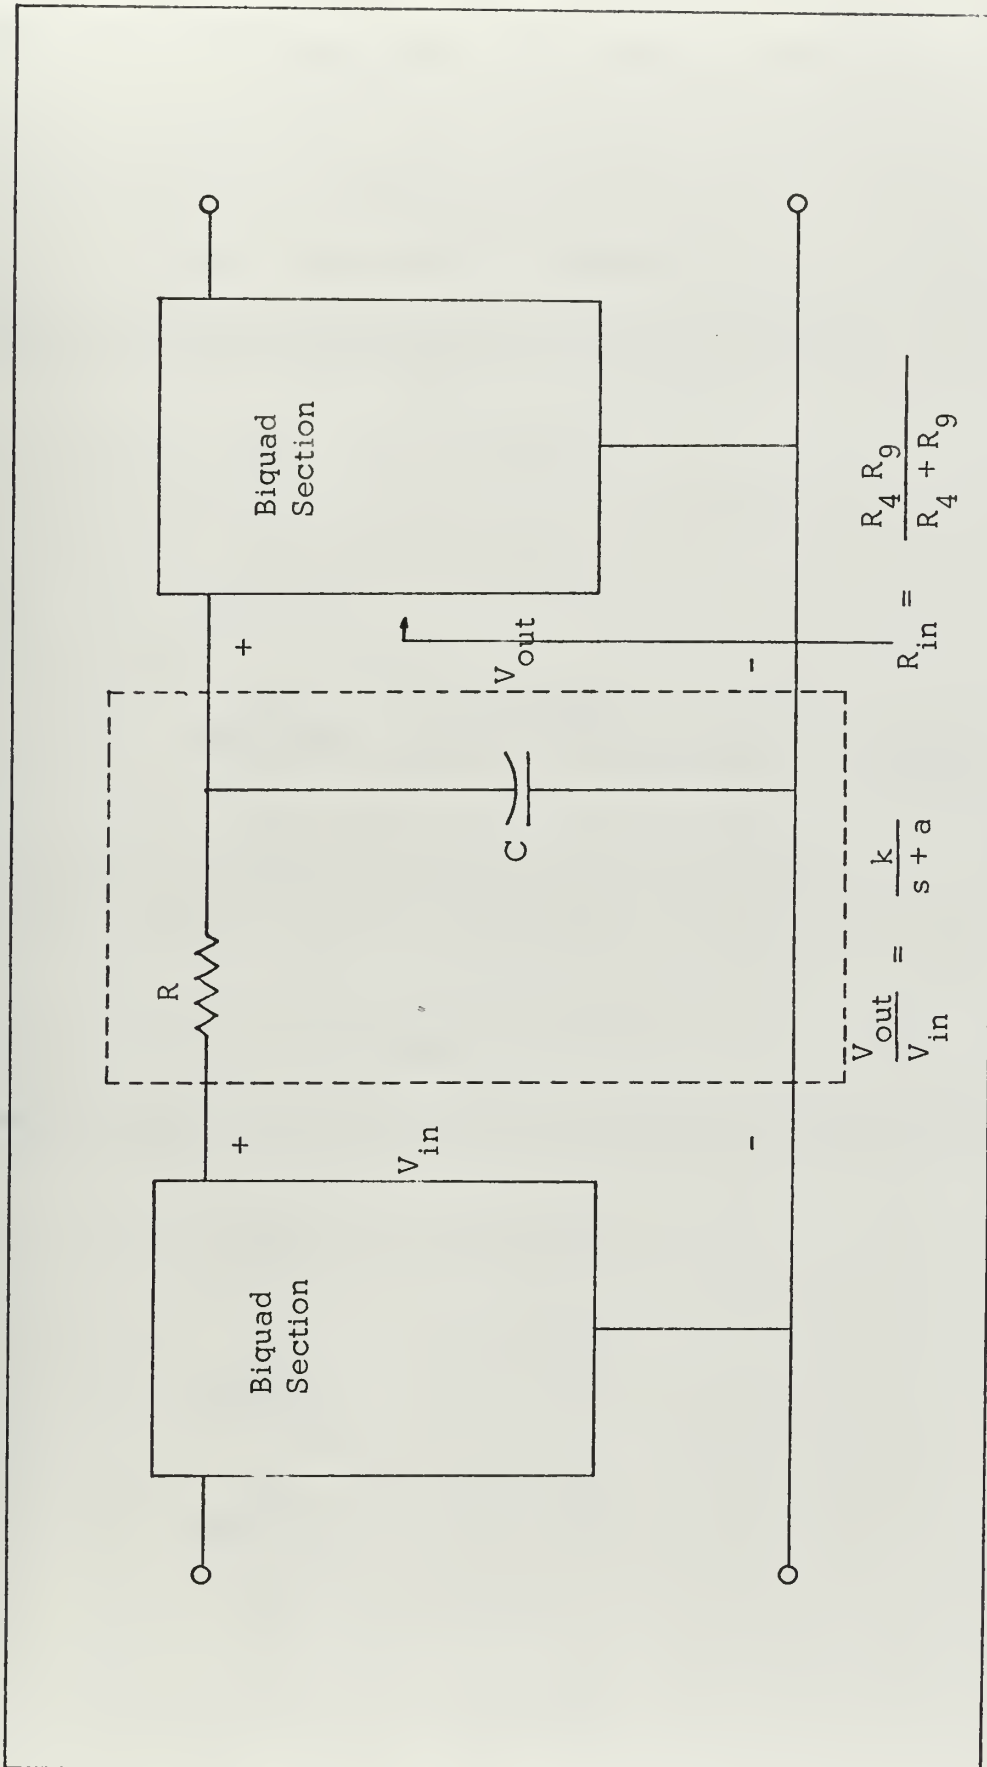 Biquad
Section
+
V_in
-
R
C
+
V_out
-
Biquad
Section
V_out / V_in = k / s + a
R_in = R_4 R_9 / R_4 + R_9